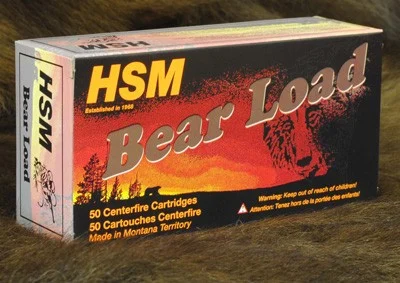 HSM
Established in 1968
Bear Load
50 Centerfire Cartridges
50 Cartouches Centerfire
Made in Montana Territory
Warning: Keep out of reach of children!
Attention: Tenez hors de la portée des enfants!
HSM
Bear Load